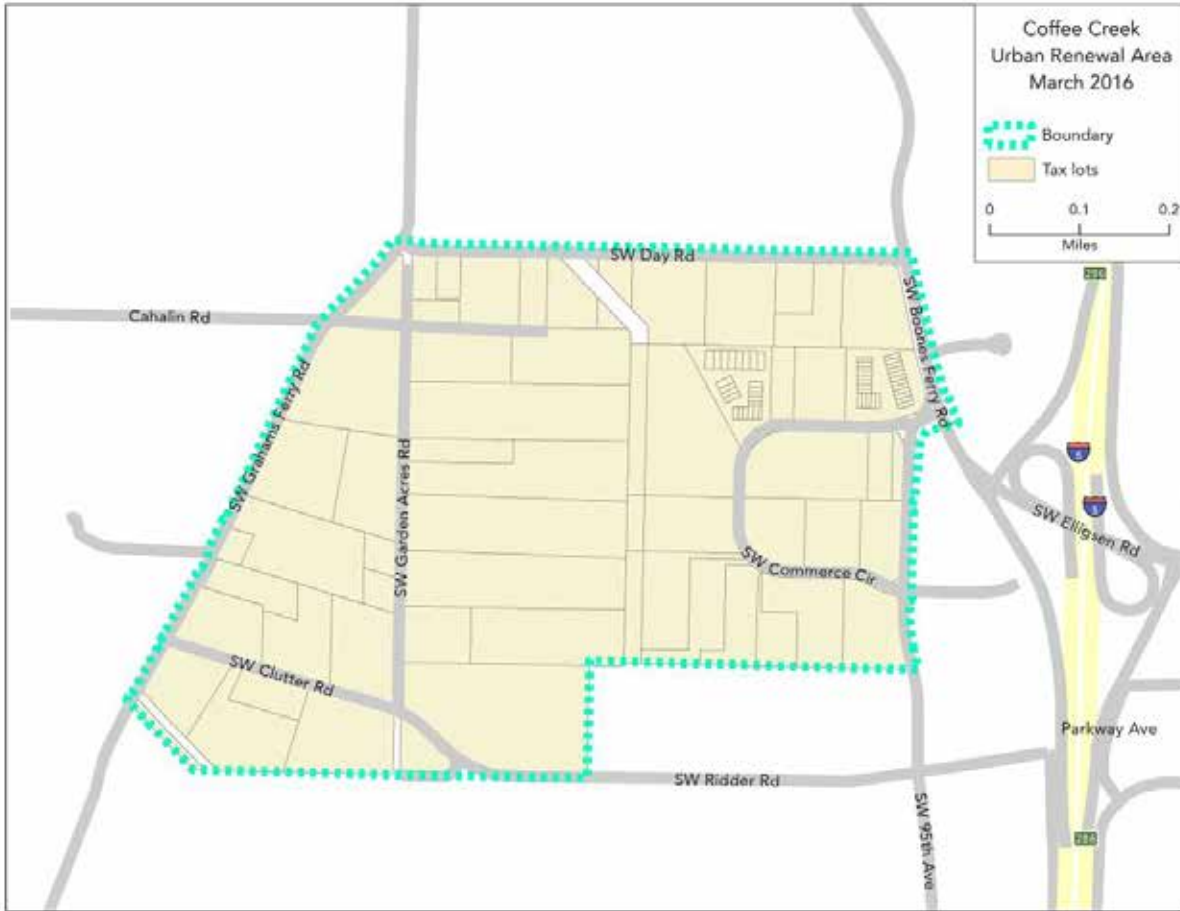 Coffee Creek
Urban Renewal Area
March 2016
Boundary
Tax lots
0 0.1 0.2
Miles
SW Day Rd
286
Cahalin Rd
SW Boones Ferry Rd
SW Grahams Ferry Rd
SW Garden Acres Rd
5
5
SW Elligsen Rd
SW Commerce Cir
SW Clutter Rd
Parkway Ave
SW Ridder Rd
SW 95th Ave
286